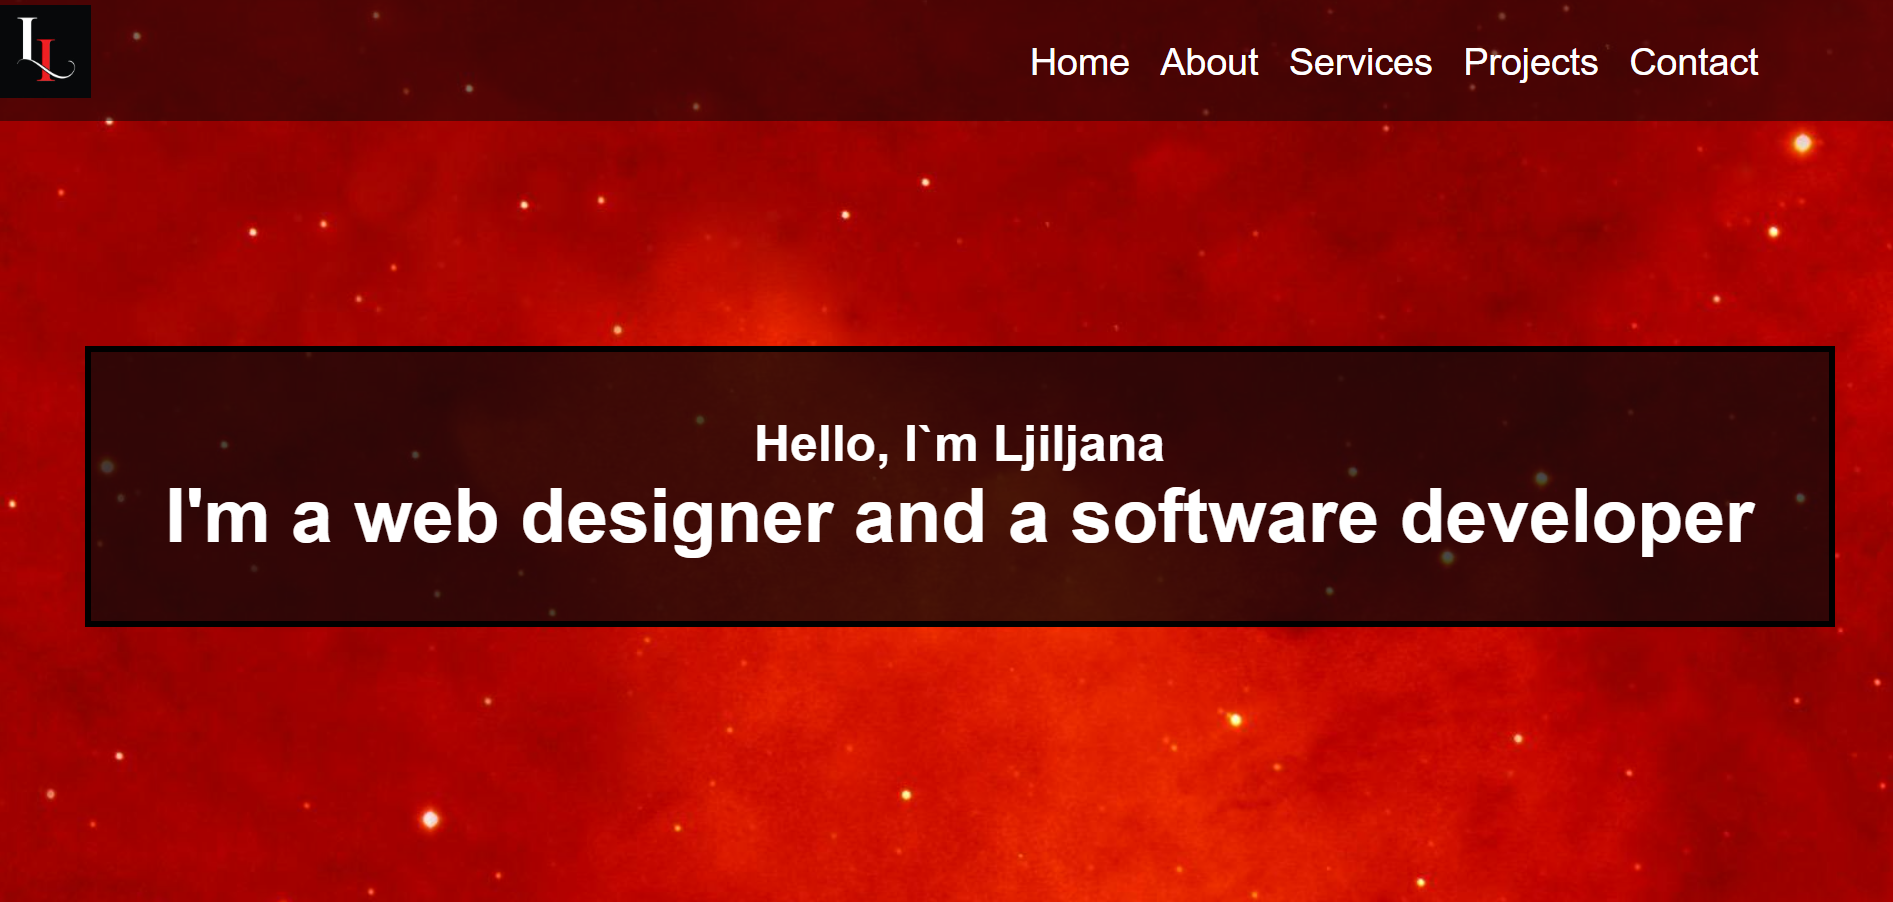 LL
Home About Services Projects Contact
Hello, I`m Ljiljana
I'm a web designer and a software developer